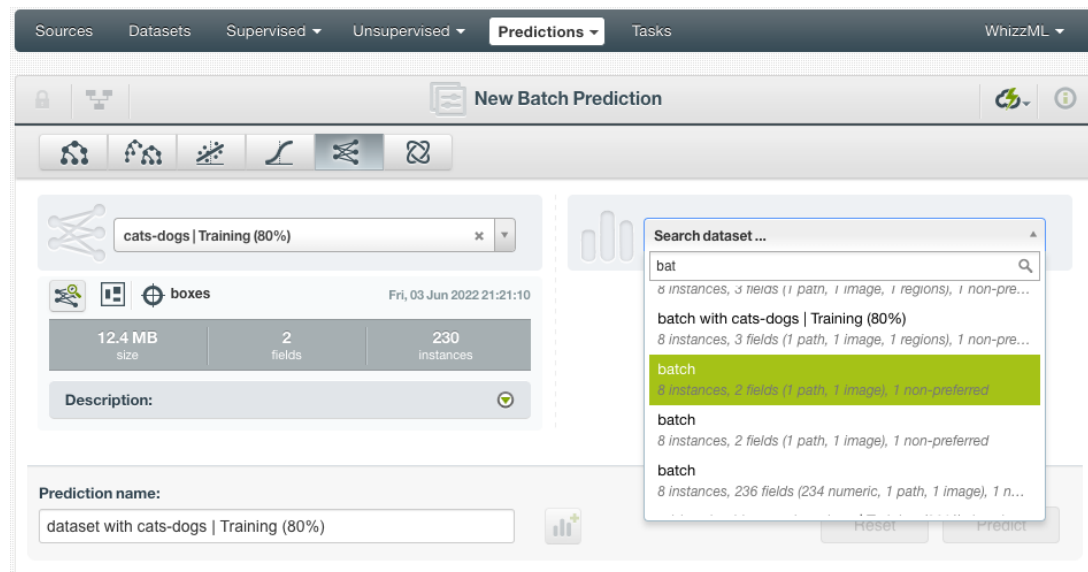 Sources Datasets Supervised Unsupervised Predictions Tasks WhizzML
New Batch Prediction
cats-dogs | Training (80%)
Search dataset ...
bat
8 instances, 3 fields (1 path, 1 image, 1 regions), 1 non-pre...
boxes
Fri, 03 Jun 2022 21:21:10
batch with cats-dogs | Training (80%)
8 instances, 3 fields (1 path, 1 image, 1 regions), 1 non-pre...
12.4 MB 2 230
size fields instances
batch
8 instances, 2 fields (1 path, 1 image), 1 non-preferred
Description:
batch
8 instances, 2 fields (1 path, 1 image), 1 non-preferred
batch
8 instances, 236 fields (234 numeric, 1 path, 1 image), 1 n...
Prediction name:
dataset with cats-dogs | Training (80%)
Reset Predict